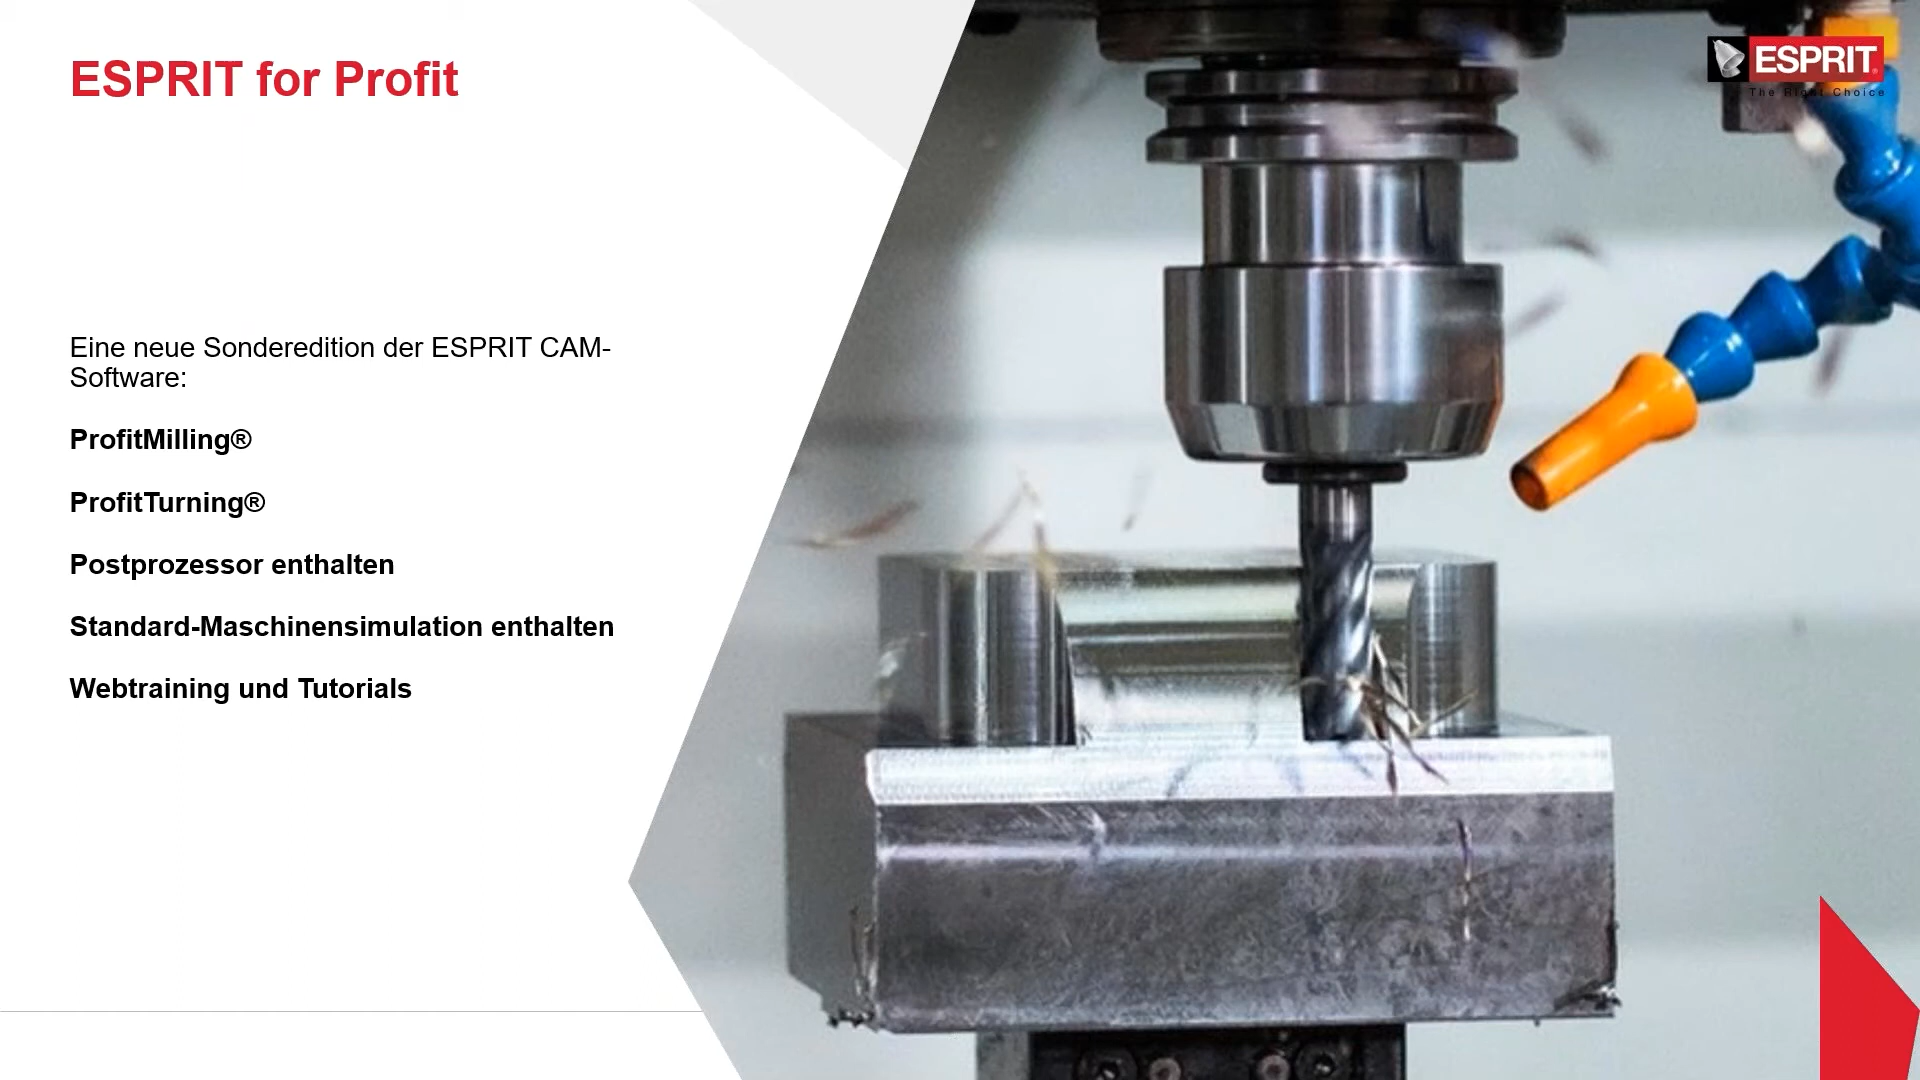 ESPRIT for Profit
ESPRIT
The Right Choice
Eine neue Sonderedition der ESPRIT CAM-
Software:
ProfitMilling®
ProfitTurning®
Postprozessor enthalten
Standard-Maschinensimulation enthalten
Webtraining und Tutorials